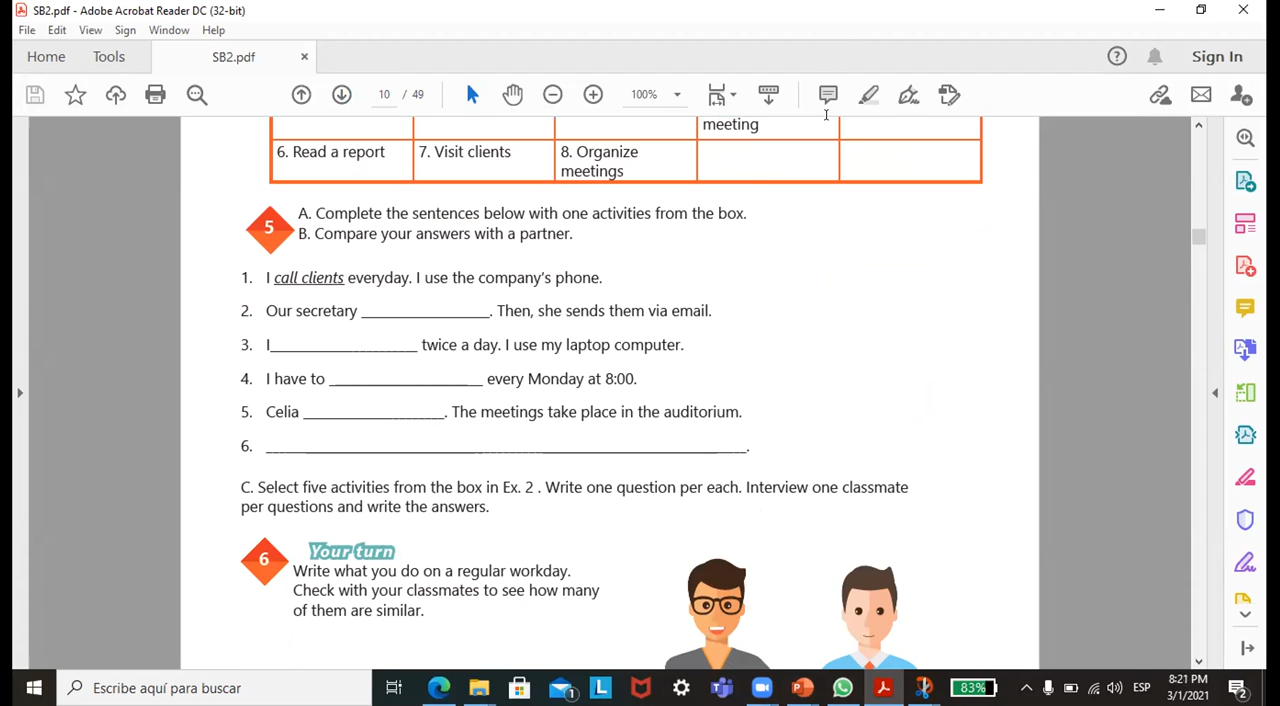 SB2.pdf - Adobe Acrobat Reader DC (32-bit)
File Edit View Sign Window Help
Home Tools SB2.pdf × Sign In
10 / 49 100%
meeting
6. Read a report 7. Visit clients 8. Organize
meetings
5
A. Complete the sentences below with one activities from the box.
B. Compare your answers with a partner.
1. I call clients everyday. I use the company's phone.
2. Our secretary ________________. Then, she sends them via email.
3. I__________________ twice a day. I use my laptop computer.
4. I have to ___________________ every Monday at 8:00.
5. Celia __________________. The meetings take place in the auditorium.
6. ____________________________________________________________.
C. Select five activities from the box in Ex. 2 . Write one question per each. Interview one classmate
per questions and write the answers.
6
Your turn
Write what you do on a regular workday.
Check with your classmates to see how many
of them are similar.
Escribe aquí para buscar 1 L 83% ESP 8:21 PM
3/1/2021 2